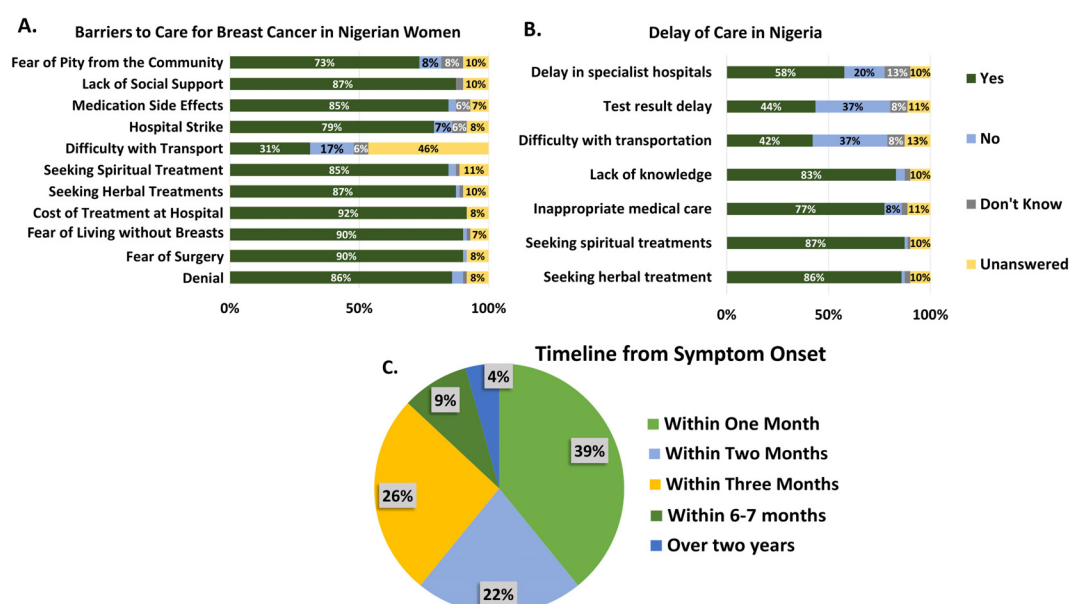 A.
Barriers to Care for Breast Cancer in Nigerian Women
Fear of Pity from the Community 73% 8% 8% 10%
Lack of Social Support 87% 10%
Medication Side Effects 85% 6% 7%
Hospital Strike 79% 7% 6% 8%
Difficulty with Transport 31% 17% 6% 46%
Seeking Spiritual Treatment 85% 11%
Seeking Herbal Treatments 87% 10%
Cost of Treatment at Hospital 92% 8%
Fear of Living without Breasts 90% 7%
Fear of Surgery 90% 8%
Denial 86% 8%
0% 50% 100%
B.
Delay of Care in Nigeria
Delay in specialist hospitals 58% 20% 13% 10%
Test result delay 44% 37% 8% 11%
Difficulty with transportation 42% 37% 8% 13%
Lack of knowledge 83% 10%
Inappropriate medical care 77% 8% 11%
Seeking spiritual treatments 87% 10%
Seeking herbal treatment 86% 10%
0% 50% 100%
Yes
No
Don't Know
Unanswered
C.
Timeline from Symptom Onset
4%
9%
39%
26%
22%
Within One Month
Within Two Months
Within Three Months
Within 6-7 months
Over two years